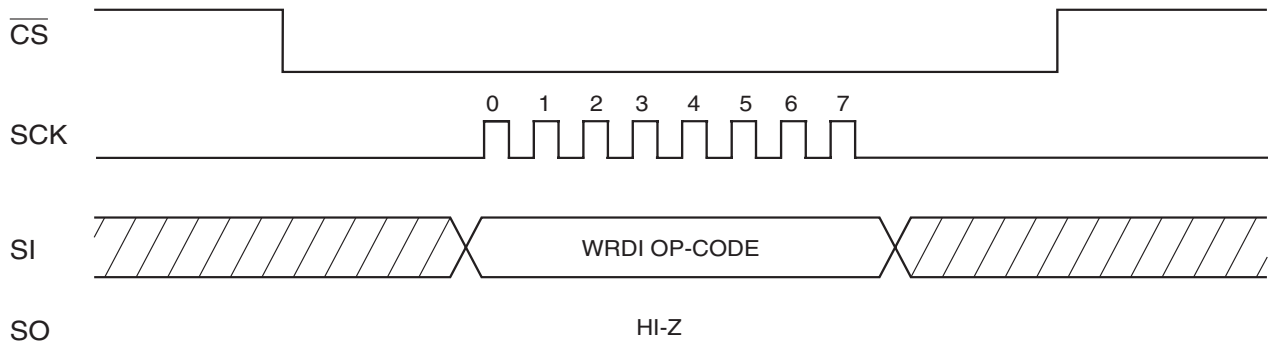 CS
0 1 2 3 4 5 6 7
SCK
SI WRDI OP-CODE
SO HI-Z